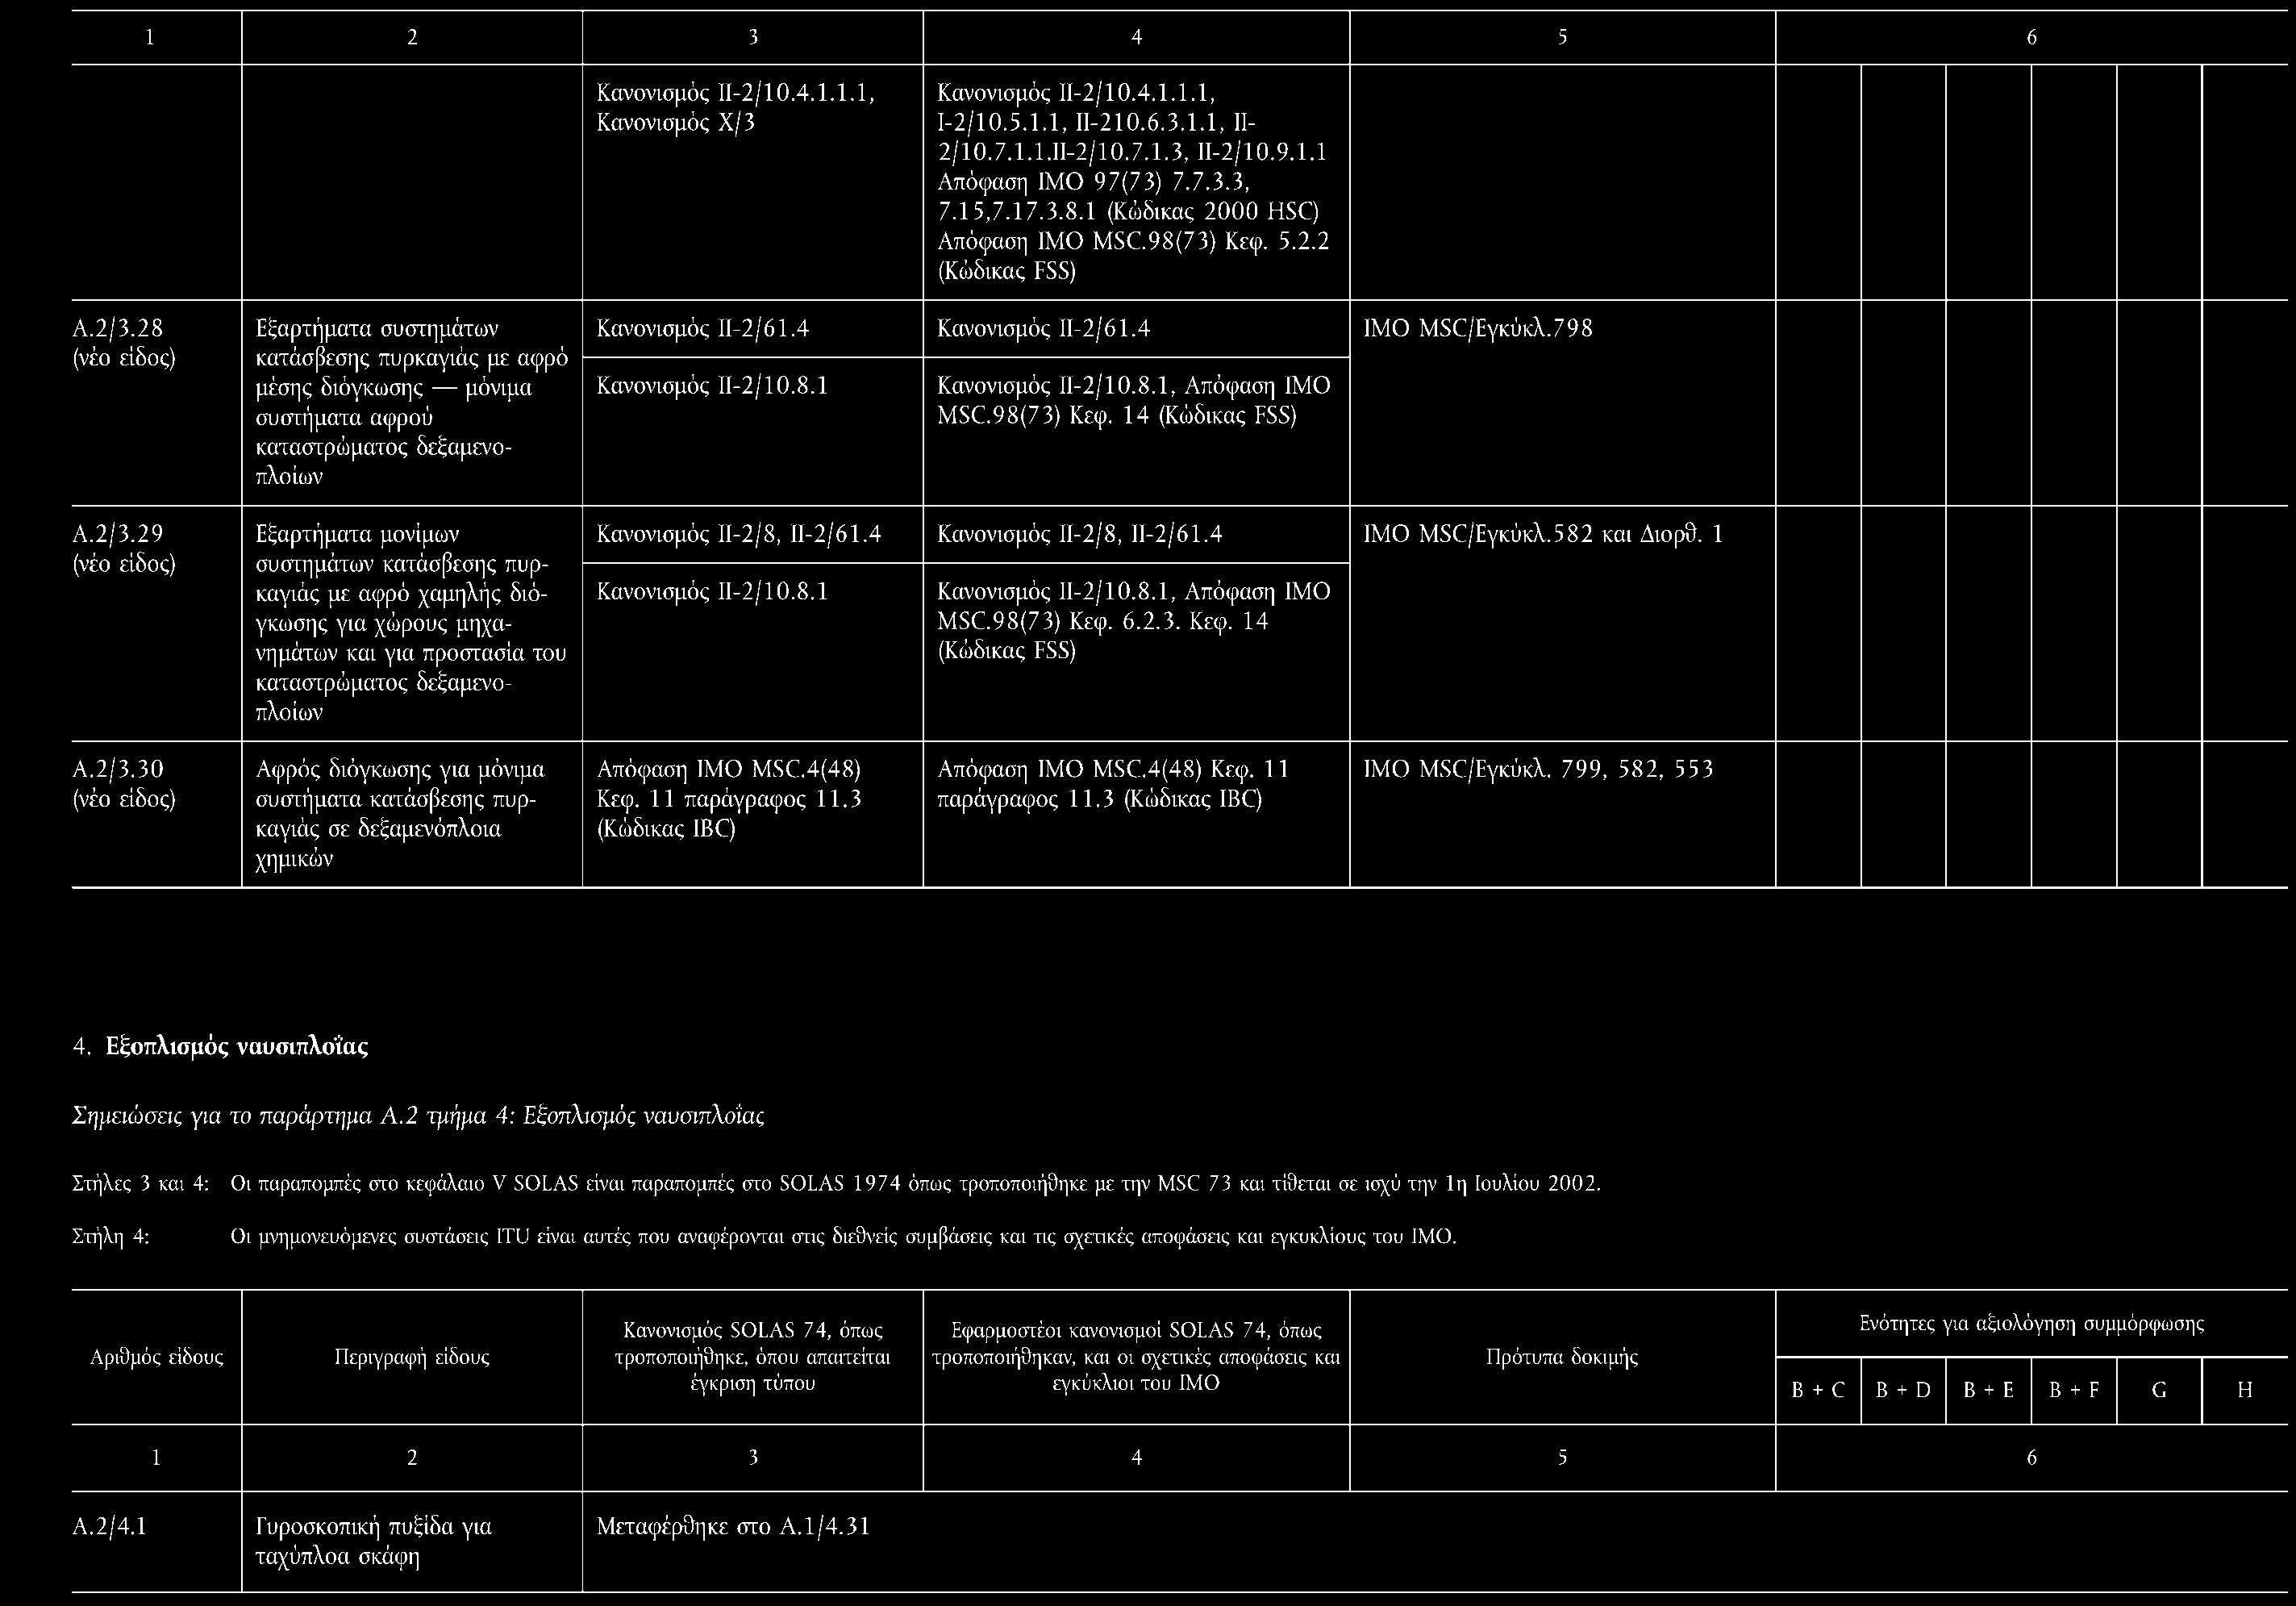 1 2 3 4 5 6
Κανονισμός II-2/10.4.1.1.1,
Κανονισμός X/3
Κανονισμός II-2/10.4.1.1.1,
I-2/10.5.1.1, II-210.6.3.1.1, II-
2/10.7.1.1.II-2/10.7.1.3, II-2/10.9.1.1
Απόφαση IMO 97(73) 7.7.3.3,
7.15,7.17.3.8.1 (Κώδικας 2000 HSC)
Απόφαση IMO MSC.98(73) Κεφ. 5.2.2
(Κώδικας FSS)
A.2/3.28
(νέο είδος)
Εξαρτήματα συστημάτων
κατάσβεσης πυρκαγιάς με αφρό
μέσης διόγκωσης — μόνιμα
συστήματα αφρού
καταστρώματος δεξαμενο-
πλοίων
Κανονισμός II-2/61.4
Κανονισμός II-2/61.4
IMO MSC/Εγκύκλ.798
Κανονισμός II-2/10.8.1
Κανονισμός II-2/10.8.1, Απόφαση IMO
MSC.98(73) Κεφ. 14 (Κώδικας FSS)
A.2/3.29
(νέο είδος)
Εξαρτήματα μονίμων
συστημάτων κατάσβεσης πυρ-
καγιάς με αφρό χαμηλής διό-
γκωσης για χώρους μηχα-
νημάτων και για προστασία του
καταστρώματος δεξαμενο-
πλοίων
Κανονισμός II-2/8, II-2/61.4
Κανονισμός II-2/8, II-2/61.4
IMO MSC/Εγκύκλ.582 και Διορθ. 1
Κανονισμός II-2/10.8.1
Κανονισμός II-2/10.8.1, Απόφαση IMO
MSC.98(73) Κεφ. 6.2.3. Κεφ. 14
(Κώδικας FSS)
A.2/3.30
(νέο είδος)
Αφρός διόγκωσης για μόνιμα
συστήματα κατάσβεσης πυρ-
καγιάς σε δεξαμενόπλοια
χημικών
Απόφαση IMO MSC.4(48)
Κεφ. 11 παράγραφος 11.3
(Κώδικας IBC)
Απόφαση IMO MSC.4(48) Κεφ. 11
παράγραφος 11.3 (Κώδικας IBC)
IMO MSC/Εγκύκλ. 799, 582, 553
4. Εξοπλισμός ναυσιπλοΐας
Σημειώσεις για το παράρτημα Α.2 τμήμα 4: Εξοπλισμός ναυσιπλοΐας
Στήλες 3 και 4: Οι παραπομπές στο κεφάλαιο V SOLAS είναι παραπομπές στο SOLAS 1974 όπως τροποποιήθηκε με την MSC 73 και τίθεται σε ισχύ την 1η Ιουλίου 2002.
Στήλη 4: Οι μνημονευόμενες συστάσεις ITU είναι αυτές που αναφέρονται στις διεθνείς συμβάσεις και τις σχετικές αποφάσεις και εγκυκλίους του IMO.
Αριθμός είδους
Περιγραφή είδους
Κανονισμός SOLAS 74, όπως
τροποποιήθηκε, όπου απαιτείται
έγκριση τύπου
Εφαρμοστέοι κανονισμοί SOLAS 74, όπως
τροποποιήθηκαν, και οι σχετικές αποφάσεις και
εγκύκλιοι του IMO
Πρότυπα δοκιμής
Ενότητες για αξιολόγηση συμμόρφωσης
B + C B + D B + E B + F G H
1 2 3 4 5 6
A.2/4.1
Γυροσκοπική πυξίδα για
ταχύπλοα σκάφη
Μεταφέρθηκε στο A.1/4.31